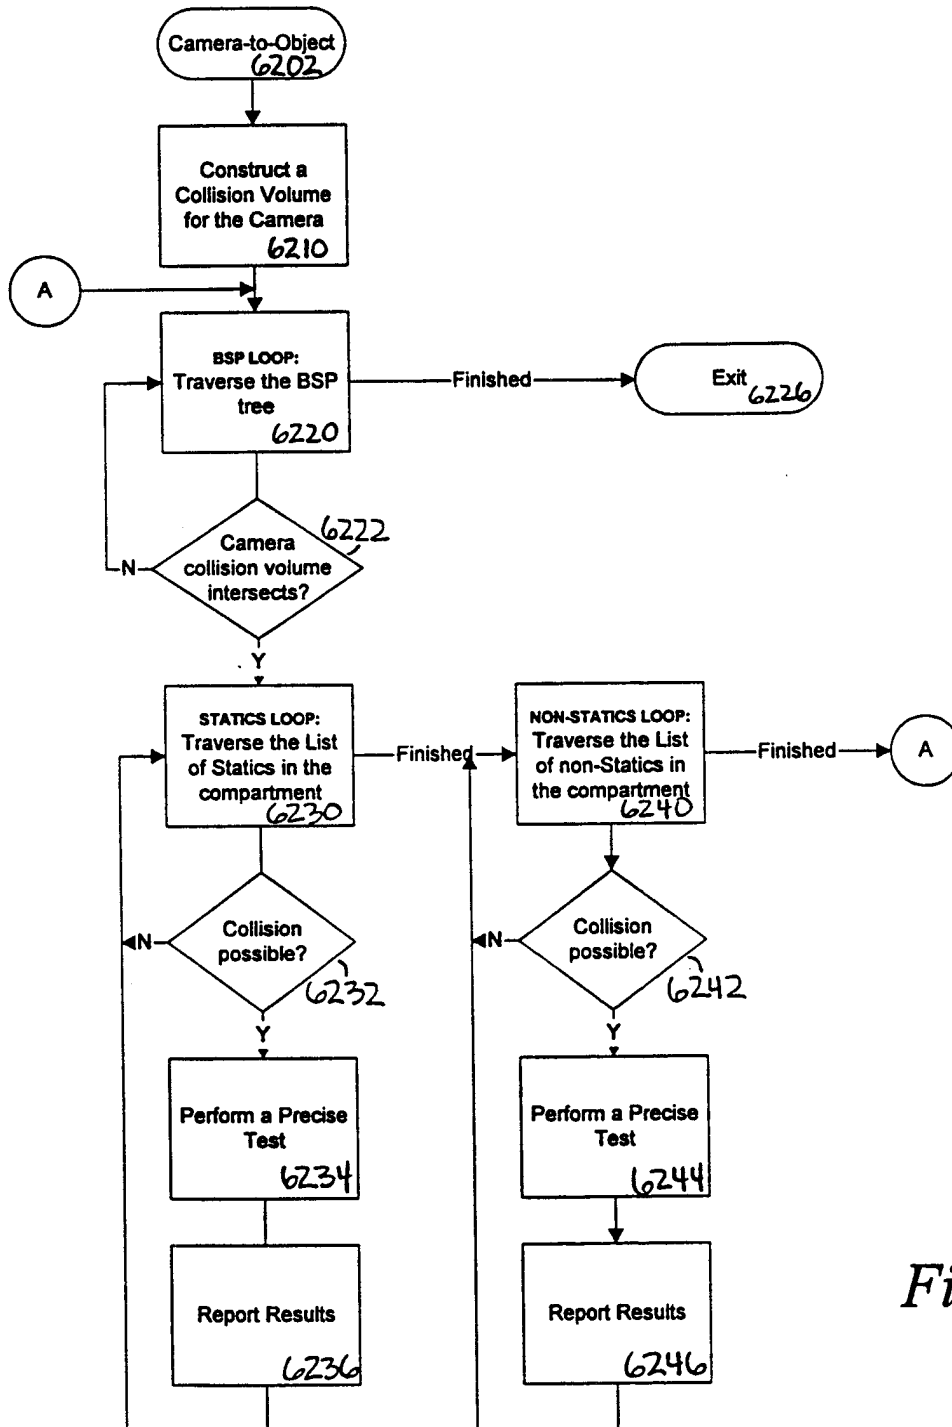 Camera-to-Object
6202
Construct a
Collision Volume
for the Camera
6210
A
BSP LOOP:
Traverse the BSP
tree
6220
Finished
Exit
6226
6222
Camera
collision volume
intersects?
N
Y
STATICS LOOP:
Traverse the List
of Statics in the
compartment
6230
Finished
NON-STATICS LOOP:
Traverse the List
of non-Statics in
the compartment
6240
Finished
A
Collision
possible?
N
6232
Y
Collision
possible?
N
6242
Y
Perform a Precise
Test
6234
Perform a Precise
Test
6244
Report Results
6236
Report Results
6246
Fi